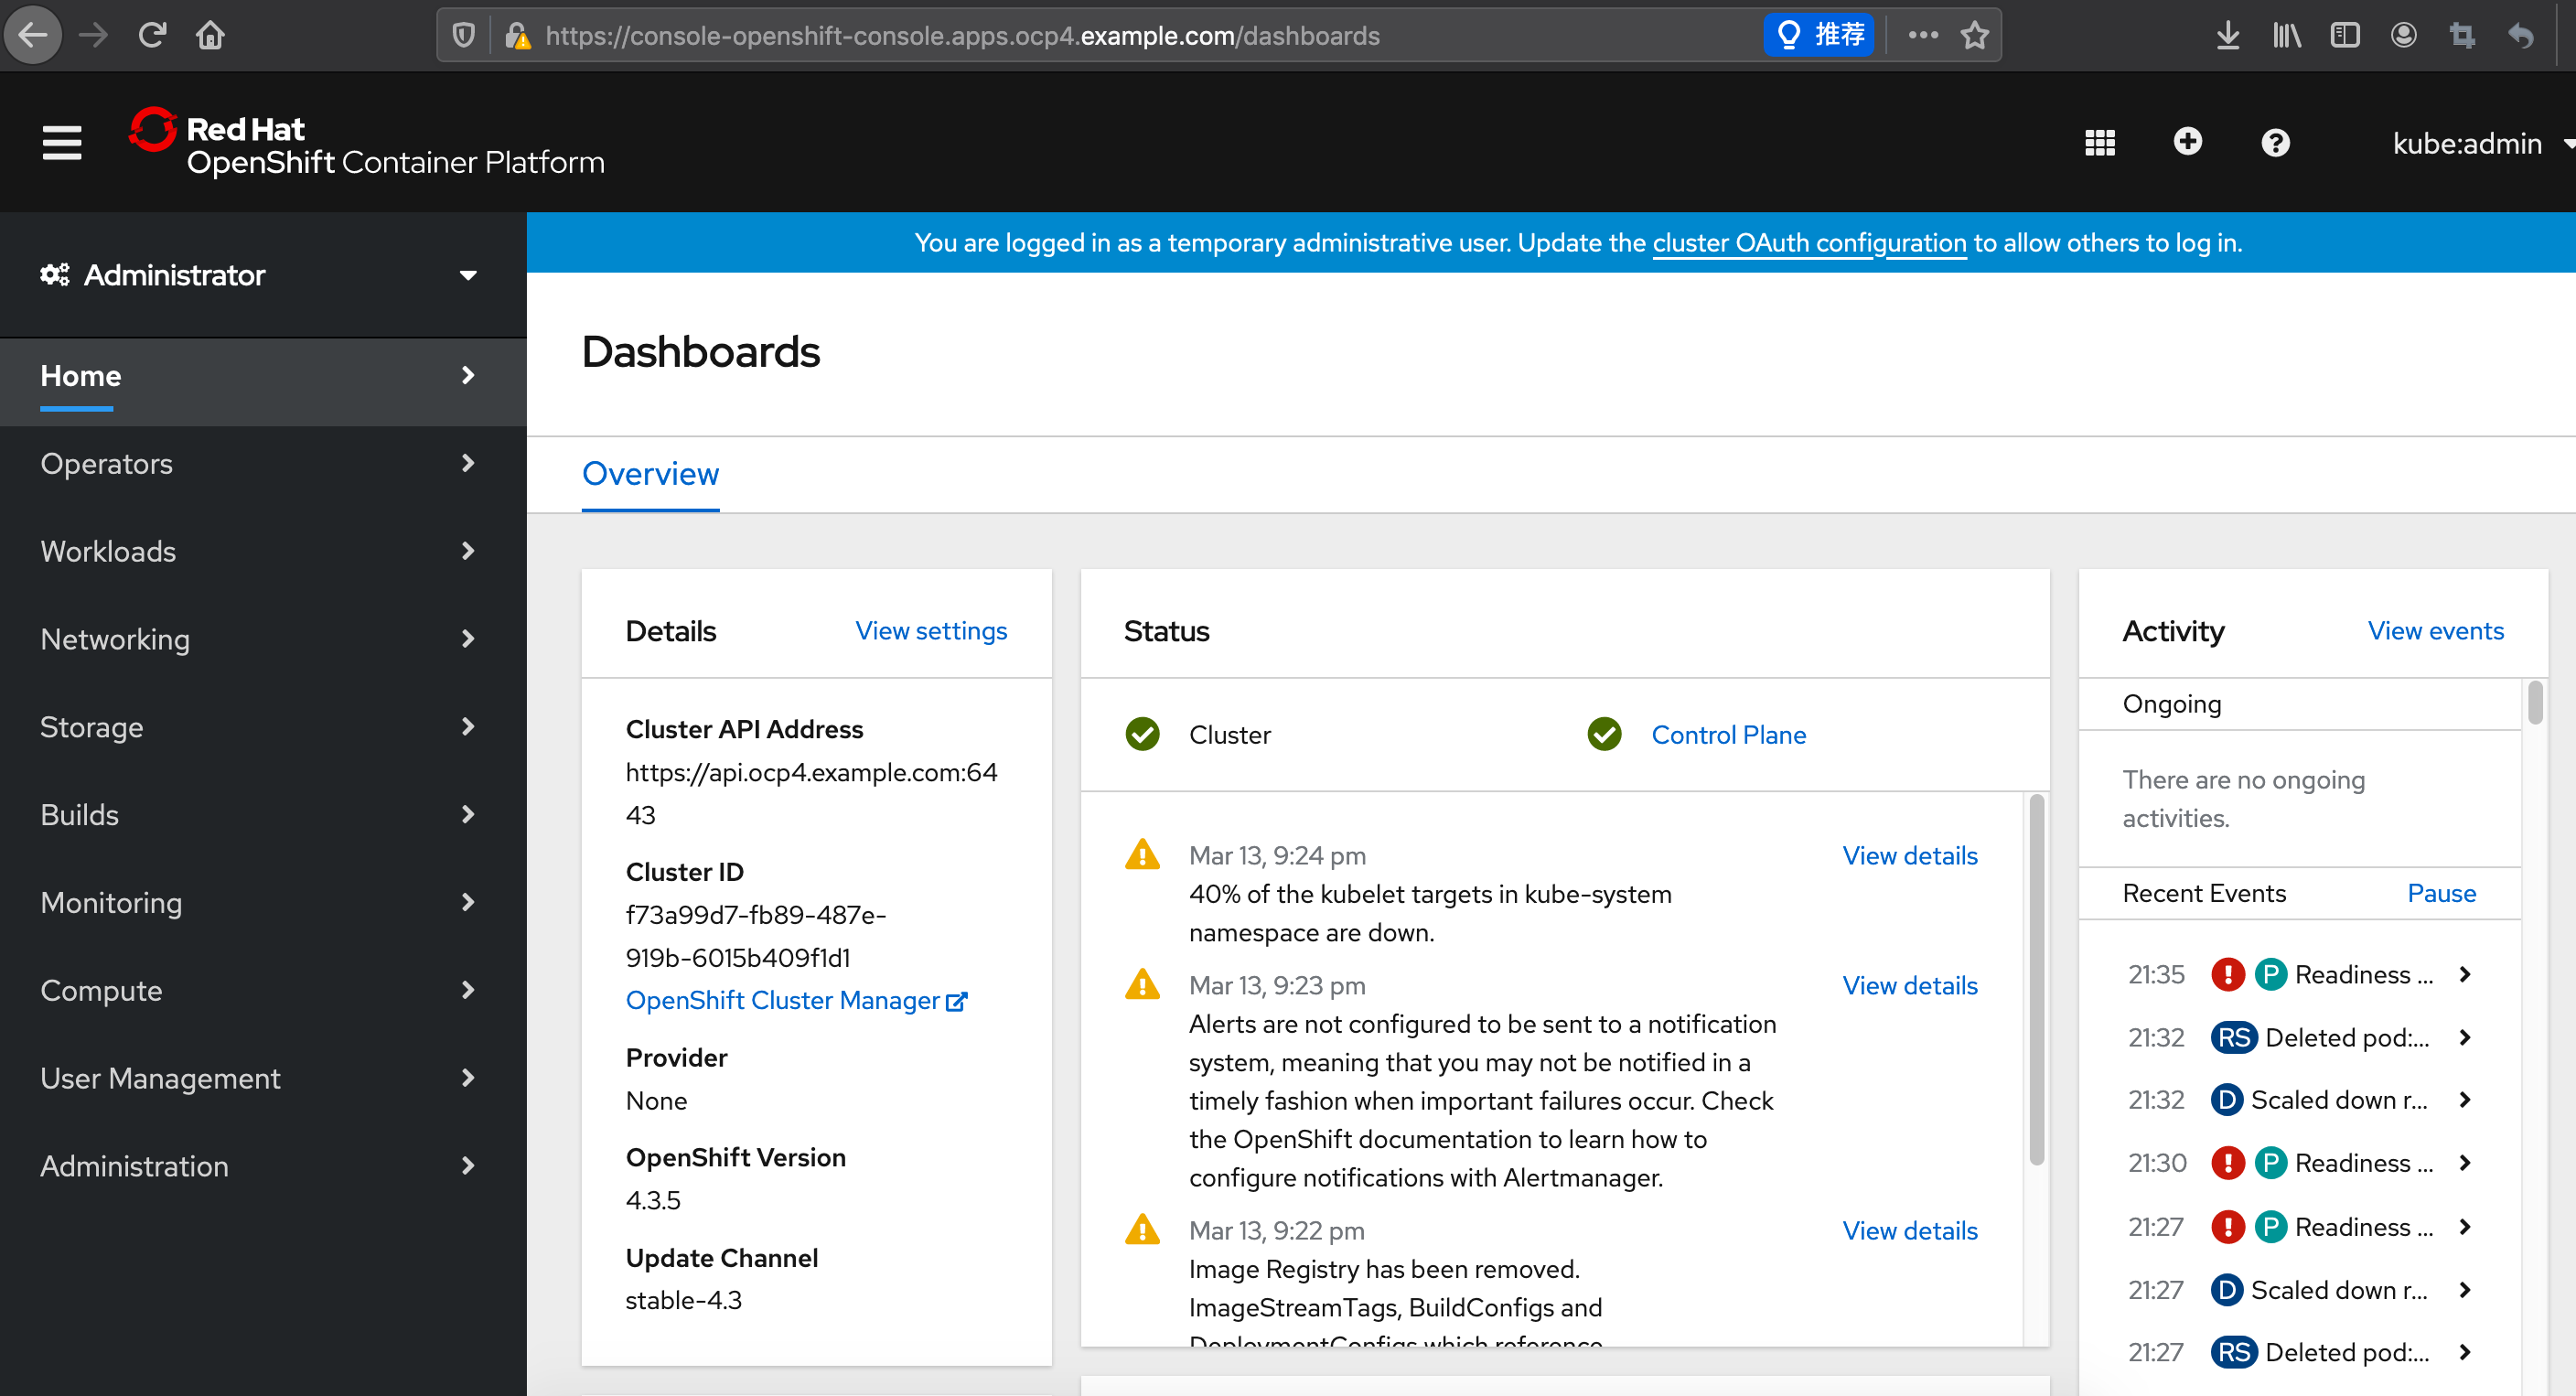 https://console-openshift-console.apps.ocp4.example.com/dashboards
推荐
Red Hat
OpenShift Container Platform
kube:admin
You are logged in as a temporary administrative user. Update the cluster OAuth configuration to allow others to log in.
Administrator
Home
Operators
Workloads
Networking
Storage
Builds
Monitoring
Compute
User Management
Administration
Dashboards
Overview
Details
View settings
Cluster API Address
https://api.ocp4.example.com:64
43
Cluster ID
f73a99d7-fb89-487e-
919b-6015b409f1d1
OpenShift Cluster Manager
Provider
None
OpenShift Version
4.3.5
Update Channel
stable-4.3
Status
Cluster
Control Plane
Mar 13, 9:24 pm
View details
40% of the kubelet targets in kube-system
namespace are down.
Mar 13, 9:23 pm
View details
Alerts are not configured to be sent to a notification
system, meaning that you may not be notified in a
timely fashion when important failures occur. Check
the OpenShift documentation to learn how to
configure notifications with Alertmanager.
Mar 13, 9:22 pm
View details
Image Registry has been removed.
ImageStreamTags, BuildConfigs and
DeploymentConfigs which reference
Activity
View events
Ongoing
There are no ongoing
activities.
Recent Events
Pause
21:35 P Readiness ...
21:32 RS Deleted pod:...
21:32 D Scaled down r...
21:30 P Readiness ...
21:27 P Readiness ...
21:27 D Scaled down r...
21:27 RS Deleted pod:...